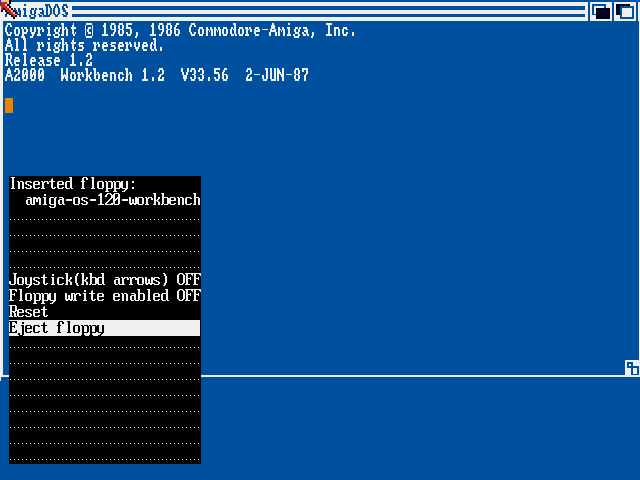 AmigaDOS
Copyright © 1985, 1986 Commodore-Amiga, Inc.
All rights reserved.
Release 1.2
A2000 Workbench 1.2 V33.56 2-JUN-87
Inserted floppy:
amiga-os-120-workbench
Joystick(kbd arrows) OFF
Floppy write enabled OFF
Reset
Eject floppy